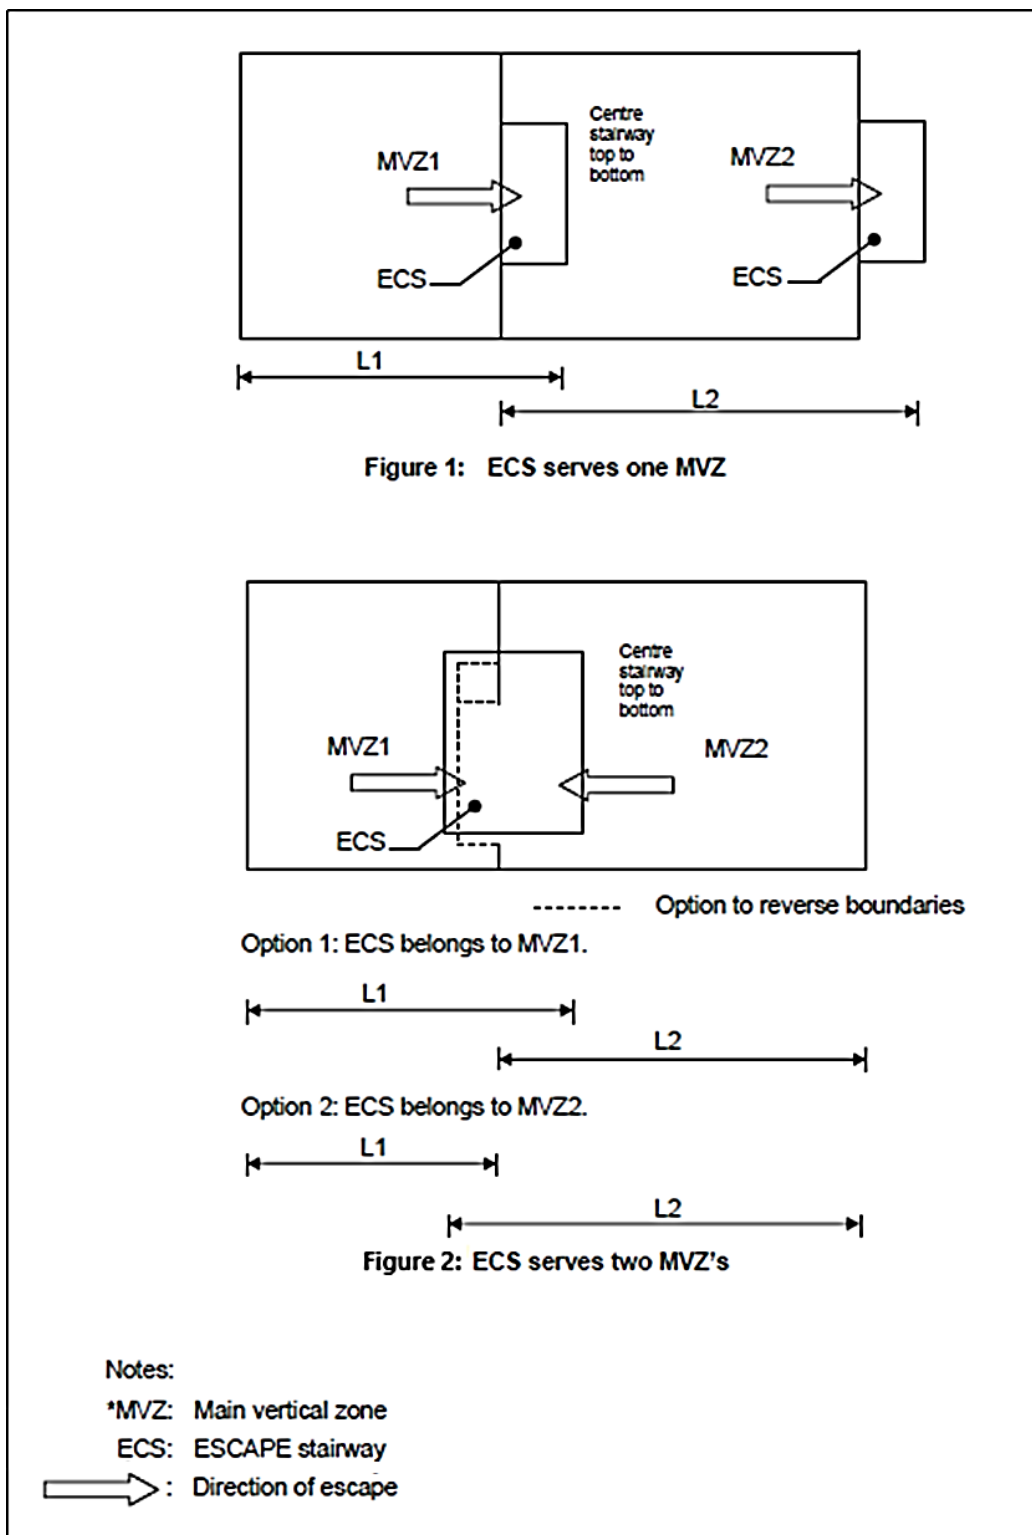 Centre
stairway
top to
bottom
MVZ1
MVZ2
ECS
ECS
L1
L2
Figure 1: ECS serves one MVZ
Centre
stairway
top to
bottom
MVZ1
MVZ2
ECS
Option to reverse boundaries
Option 1: ECS belongs to MVZ1.
L1
L2
Option 2: ECS belongs to MVZ2.
L1
L2
Figure 2: ECS serves two MVZ's
Notes:
*MVZ: Main vertical zone
ECS: ESCAPE stairway
: Direction of escape